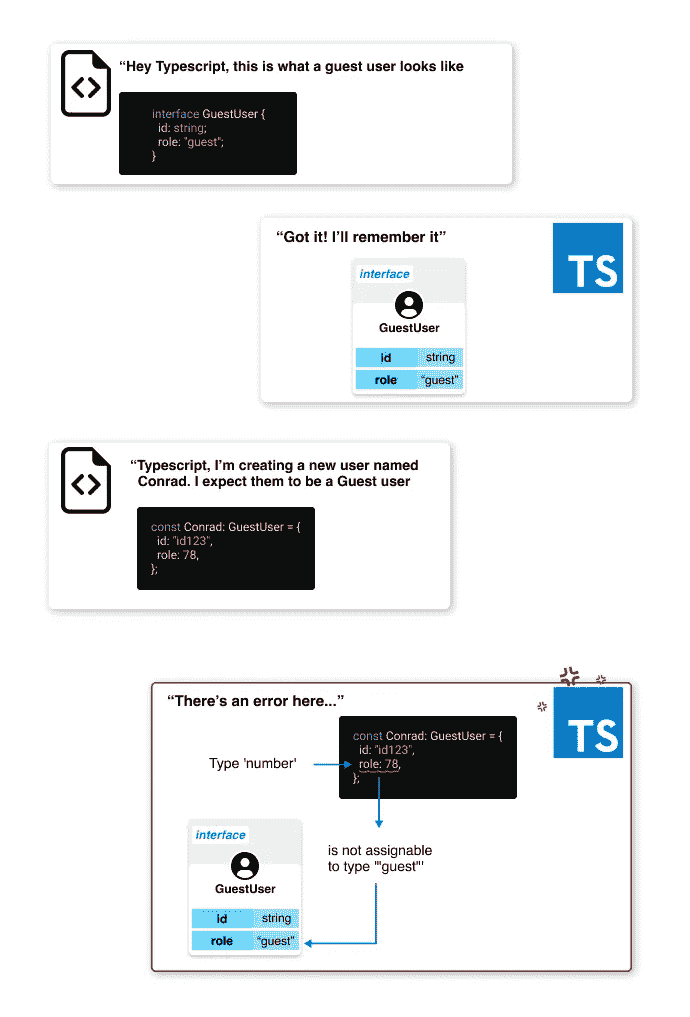 “Hey Typescript, this is what a guest user looks like
interface GuestUser {
id: string;
role: "guest";
}
“Got it! I’ll remember it”
TS
interface
GuestUser
id string
role “guest”
“Typescript, I’m creating a new user named
Conrad. I expect them to be a Guest user
const Conrad: GuestUser = {
id: "id123",
role: 78,
};
“There’s an error here...”
TS
const Conrad: GuestUser = {
id: "id123",
role: 78,
};
Type 'number'
is not assignable
to type '"guest"'
interface
GuestUser
id string
role “guest”